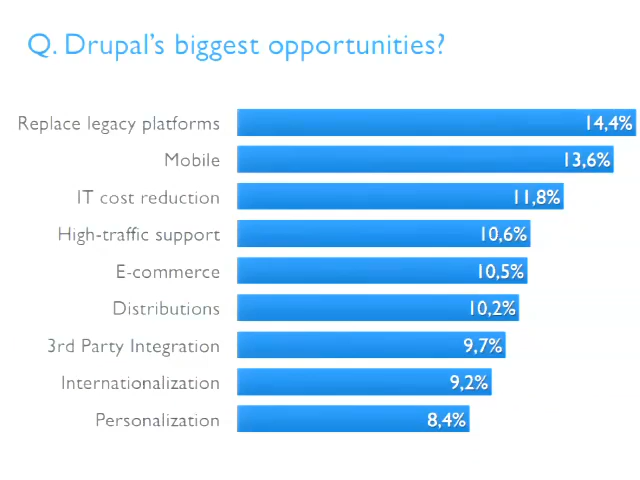 Q. Drupal’s biggest opportunities?
Replace legacy platforms 14,4%
Mobile 13,6%
IT cost reduction 11,8%
High-traffic support 10,6%
E-commerce 10,5%
Distributions 10,2%
3rd Party Integration 9,7%
Internationalization 9,2%
Personalization 8,4%